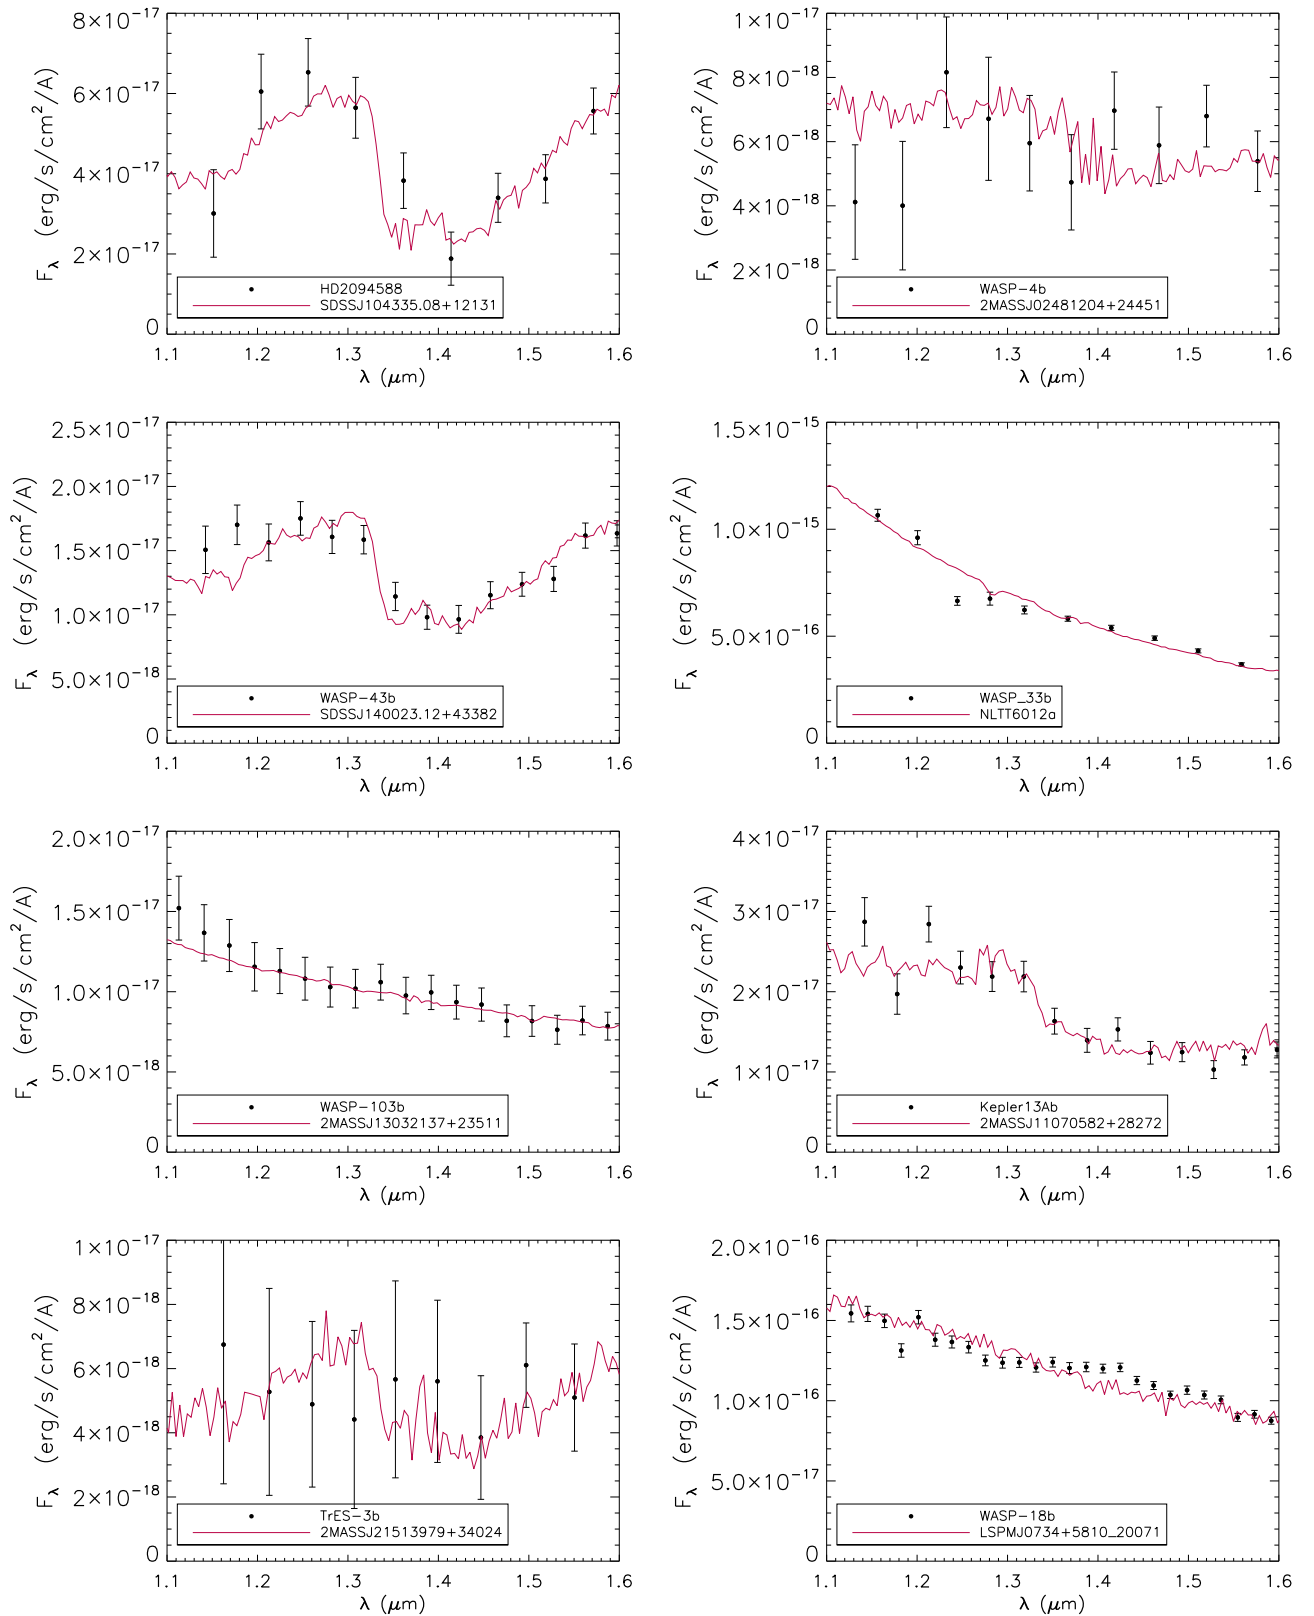 8×10⁻¹⁷
6×10⁻¹⁷
4×10⁻¹⁷
2×10⁻¹⁷
0
F_λ (erg/s/cm²/A)
HD2094588
SDSSJ104335.08+12131
1.1 1.2 1.3 1.4 1.5 1.6
λ (μm)
1×10⁻¹⁷
8×10⁻¹⁸
6×10⁻¹⁸
4×10⁻¹⁸
2×10⁻¹⁸
0
F_λ (erg/s/cm²/A)
WASP-4b
2MASSJ02481204+24451
1.1 1.2 1.3 1.4 1.5 1.6
λ (μm)
2.5×10⁻¹⁷
2.0×10⁻¹⁷
1.5×10⁻¹⁷
1.0×10⁻¹⁷
5.0×10⁻¹⁸
0
F_λ (erg/s/cm²/A)
WASP-43b
SDSSJ140023.12+43382
1.1 1.2 1.3 1.4 1.5 1.6
λ (μm)
1.5×10⁻¹⁵
1.0×10⁻¹⁵
5.0×10⁻¹⁶
0
F_λ (erg/s/cm²/A)
WASP_33b
NLTT6012a
1.1 1.2 1.3 1.4 1.5 1.6
λ (μm)
2.0×10⁻¹⁷
1.5×10⁻¹⁷
1.0×10⁻¹⁷
5.0×10⁻¹⁸
0
F_λ (erg/s/cm²/A)
WASP-103b
2MASSJ13032137+23511
1.1 1.2 1.3 1.4 1.5 1.6
λ (μm)
4×10⁻¹⁷
3×10⁻¹⁷
2×10⁻¹⁷
1×10⁻¹⁷
0
F_λ (erg/s/cm²/A)
Kepler13Ab
2MASSJ11070582+28272
1.1 1.2 1.3 1.4 1.5 1.6
λ (μm)
1×10⁻¹⁷
8×10⁻¹⁸
6×10⁻¹⁸
4×10⁻¹⁸
2×10⁻¹⁸
0
F_λ (erg/s/cm²/A)
TrES-3b
2MASSJ21513979+34024
1.1 1.2 1.3 1.4 1.5 1.6
λ (μm)
2.0×10⁻¹⁶
1.5×10⁻¹⁶
1.0×10⁻¹⁶
5.0×10⁻¹⁷
0
F_λ (erg/s/cm²/A)
WASP-18b
LSPMJ0734+5810_20071
1.1 1.2 1.3 1.4 1.5 1.6
λ (μm)